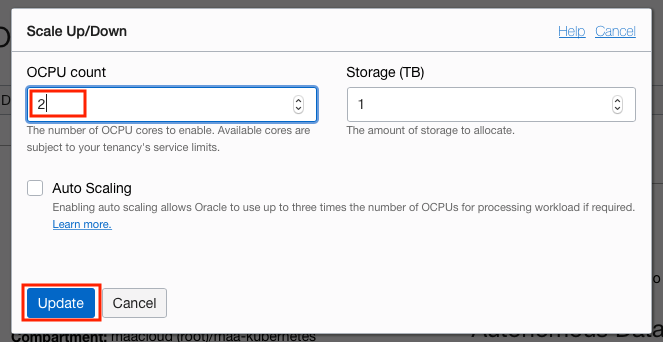 Scale Up/Down Help Cancel
OCPU count Storage (TB)
2 1
The number of OCPU cores to enable. Available cores are The amount of storage to allocate.
subject to your tenancy's service limits.
Auto Scaling
Enabling auto scaling allows Oracle to use up to three times the number of OCPUs for processing workload if required.
Learn more.
Update Cancel
Compartment: maacloud (root)/maa-kubernetes
Autonomous Data